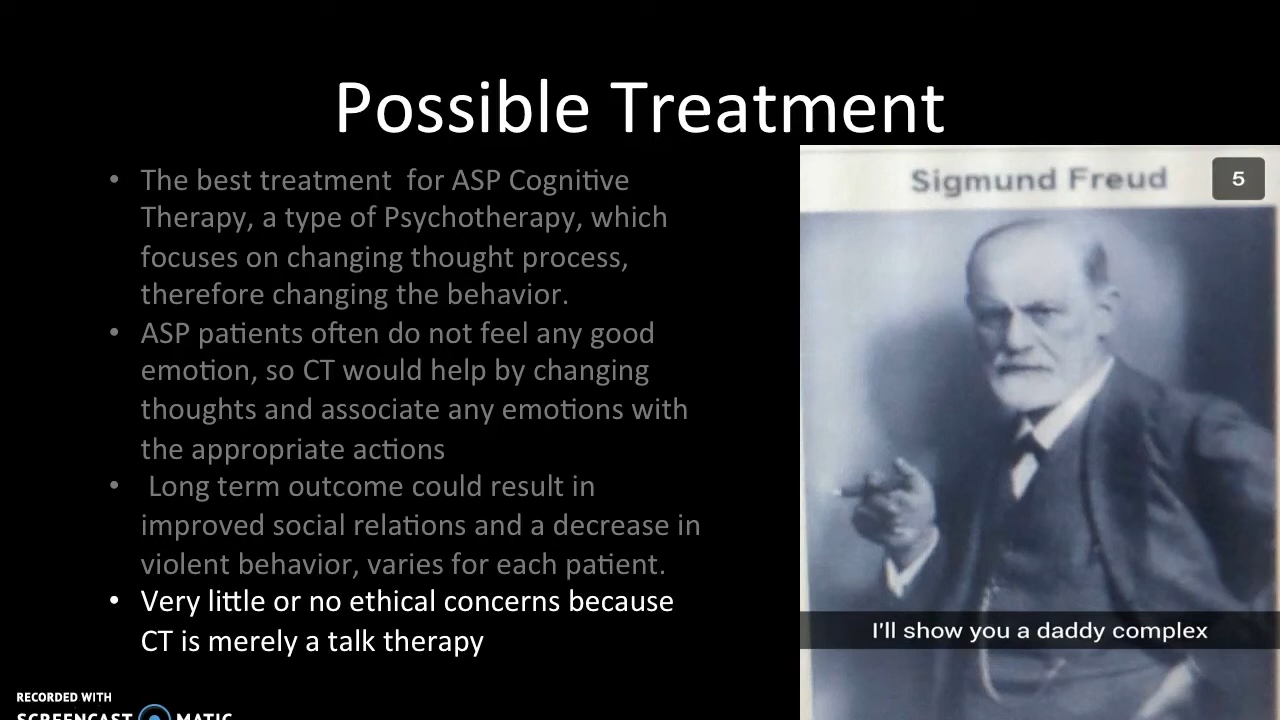 Possible Treatment
• The best treatment  for ASP Cognitive
Therapy, a type of Psychotherapy, which
focuses on changing thought process,
therefore changing the behavior.
• ASP patients often do not feel any good
emotion, so CT would help by changing
thoughts and associate any emotions with
the appropriate actions
•  Long term outcome could result in
improved social relations and a decrease in
violent behavior, varies for each patient.
• Very little or no ethical concerns because
CT is merely a talk therapy
Sigmund Freud
5
I'll show you a daddy complex
RECORDED WITH
SCREENCAST MATIC